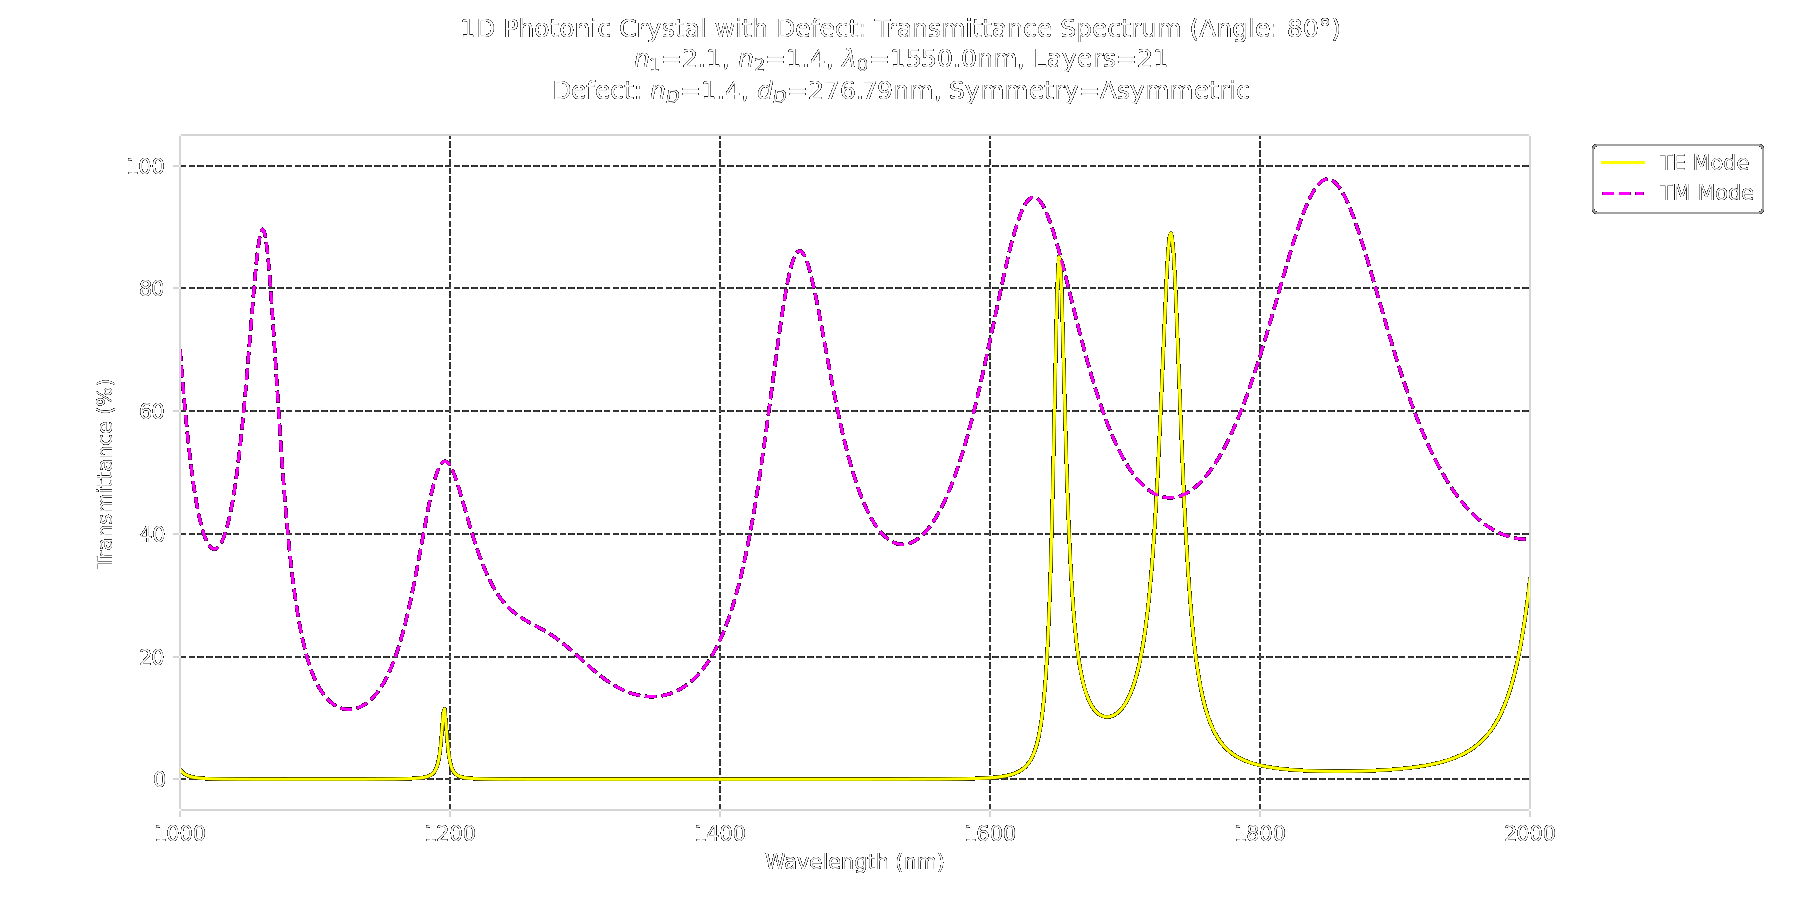 1D Photonic Crystal with Defect: Transmittance Spectrum (Angle: 80°)
n₁=2.1, n₂=1.4, λ₀=1550.0nm, Layers=21
Defect: n_D=1.4, d_D=276.79nm, Symmetry=Asymmetric
TE Mode
TM Mode
100
80
60
40
20
0
Transmittance (%)
1000 1200 1400 1600 1800 2000
Wavelength (nm)